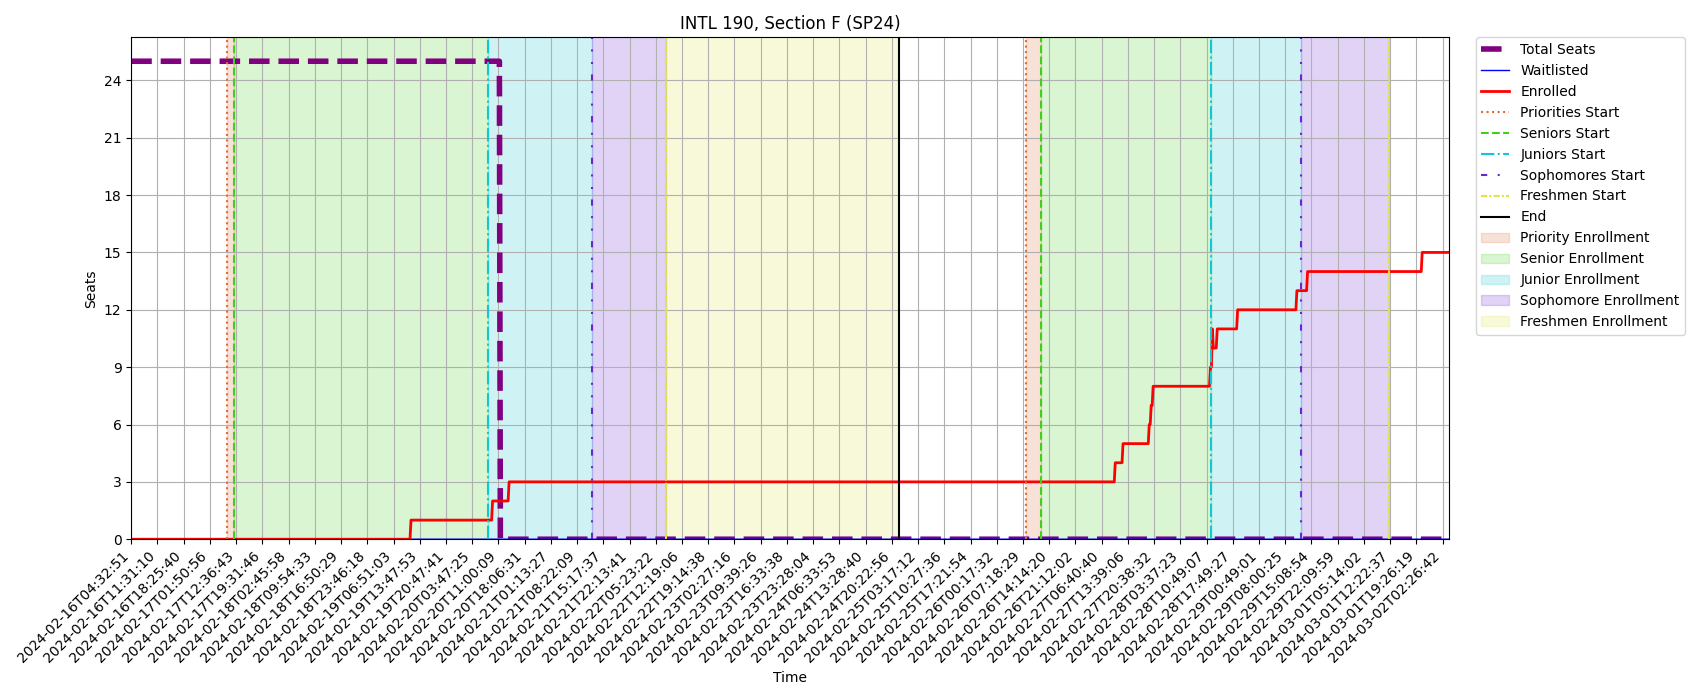 INTL 190, Section F (SP24)
Seats
24
21
18
15
12
9
6
3
0
2024-02-16T04:32:51
2024-02-16T11:31:10
2024-02-16T18:25:40
2024-02-17T01:50:56
2024-02-17T12:36:43
2024-02-17T19:31:46
2024-02-18T02:45:58
2024-02-18T09:54:33
2024-02-18T16:50:29
2024-02-18T23:46:18
2024-02-19T06:51:03
2024-02-19T13:47:53
2024-02-19T20:47:41
2024-02-20T03:47:25
2024-02-20T11:00:09
2024-02-20T18:06:31
2024-02-21T01:13:27
2024-02-21T08:22:09
2024-02-21T15:17:37
2024-02-21T22:13:41
2024-02-22T05:23:22
2024-02-22T12:19:06
2024-02-22T19:14:38
2024-02-23T02:27:16
2024-02-23T09:39:26
2024-02-23T16:33:38
2024-02-23T23:28:04
2024-02-24T06:33:53
2024-02-24T13:28:40
2024-02-24T20:22:56
2024-02-25T03:17:12
2024-02-25T10:27:36
2024-02-25T17:21:54
2024-02-26T00:17:32
2024-02-26T07:18:29
2024-02-26T14:14:20
2024-02-26T21:12:02
2024-02-27T06:40:40
2024-02-27T13:39:06
2024-02-27T20:38:32
2024-02-28T03:37:23
2024-02-28T10:49:07
2024-02-28T17:49:27
2024-02-29T00:49:01
2024-02-29T08:00:25
2024-02-29T15:08:54
2024-02-29T22:09:59
2024-03-01T05:14:02
2024-03-01T12:22:37
2024-03-01T19:26:19
2024-03-02T02:26:42
Time
Total Seats
Waitlisted
Enrolled
Priorities Start
Seniors Start
Juniors Start
Sophomores Start
Freshmen Start
End
Priority Enrollment
Senior Enrollment
Junior Enrollment
Sophomore Enrollment
Freshmen Enrollment